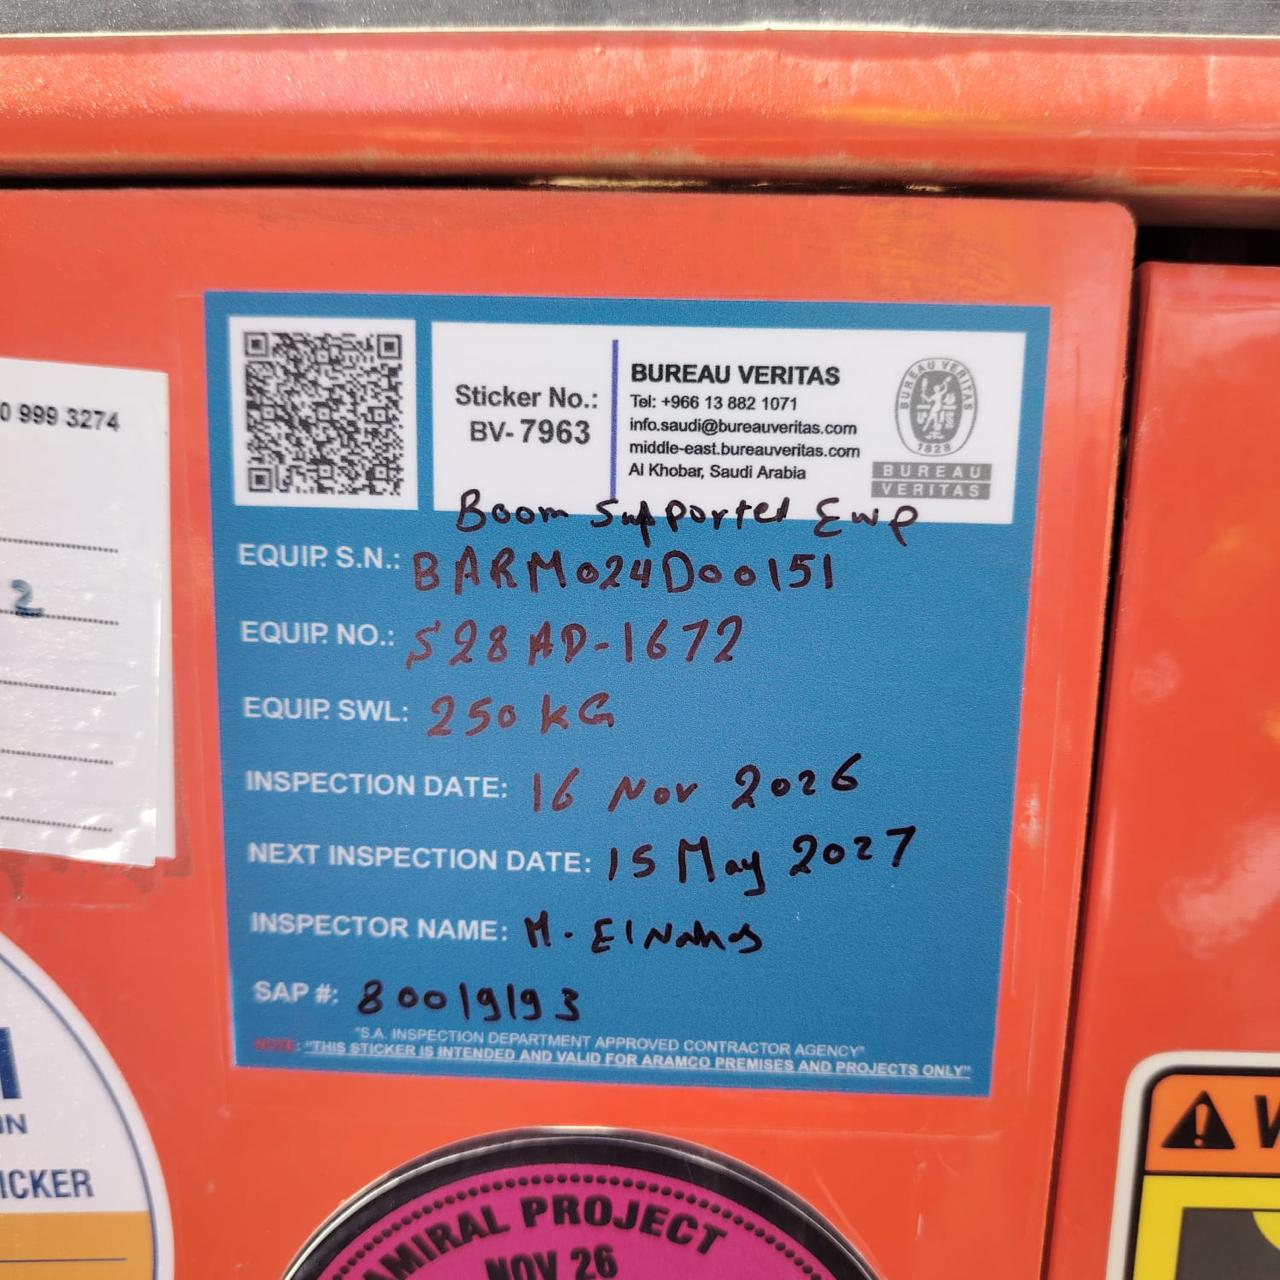 0 999 3274
2
Sticker No.:
BV- 7963
BUREAU VERITAS
Tel: +966 13 882 1071
info.saudi@bureauveritas.com
middle-east.bureauveritas.com
Al Khobar, Saudi Arabia
BUREAU VERITAS
1828
BUREAU
VERITAS
Boom Supported EWP
EQUIP. S.N.: BARM024D00151
EQUIP. NO.: S28AD-1672
EQUIP. SWL: 250 KG
INSPECTION DATE: 16 Nov 2026
NEXT INSPECTION DATE: 15 May 2027
INSPECTOR NAME: M. ElNahas
SAP #: 80019193
"S.A. INSPECTION DEPARTMENT APPROVED CONTRACTOR AGENCY"
NOTE: "THIS STICKER IS INTENDED AND VALID FOR ARAMCO PREMISES AND PROJECTS ONLY"
ICKER
AMIRAL PROJECT
NOV 26